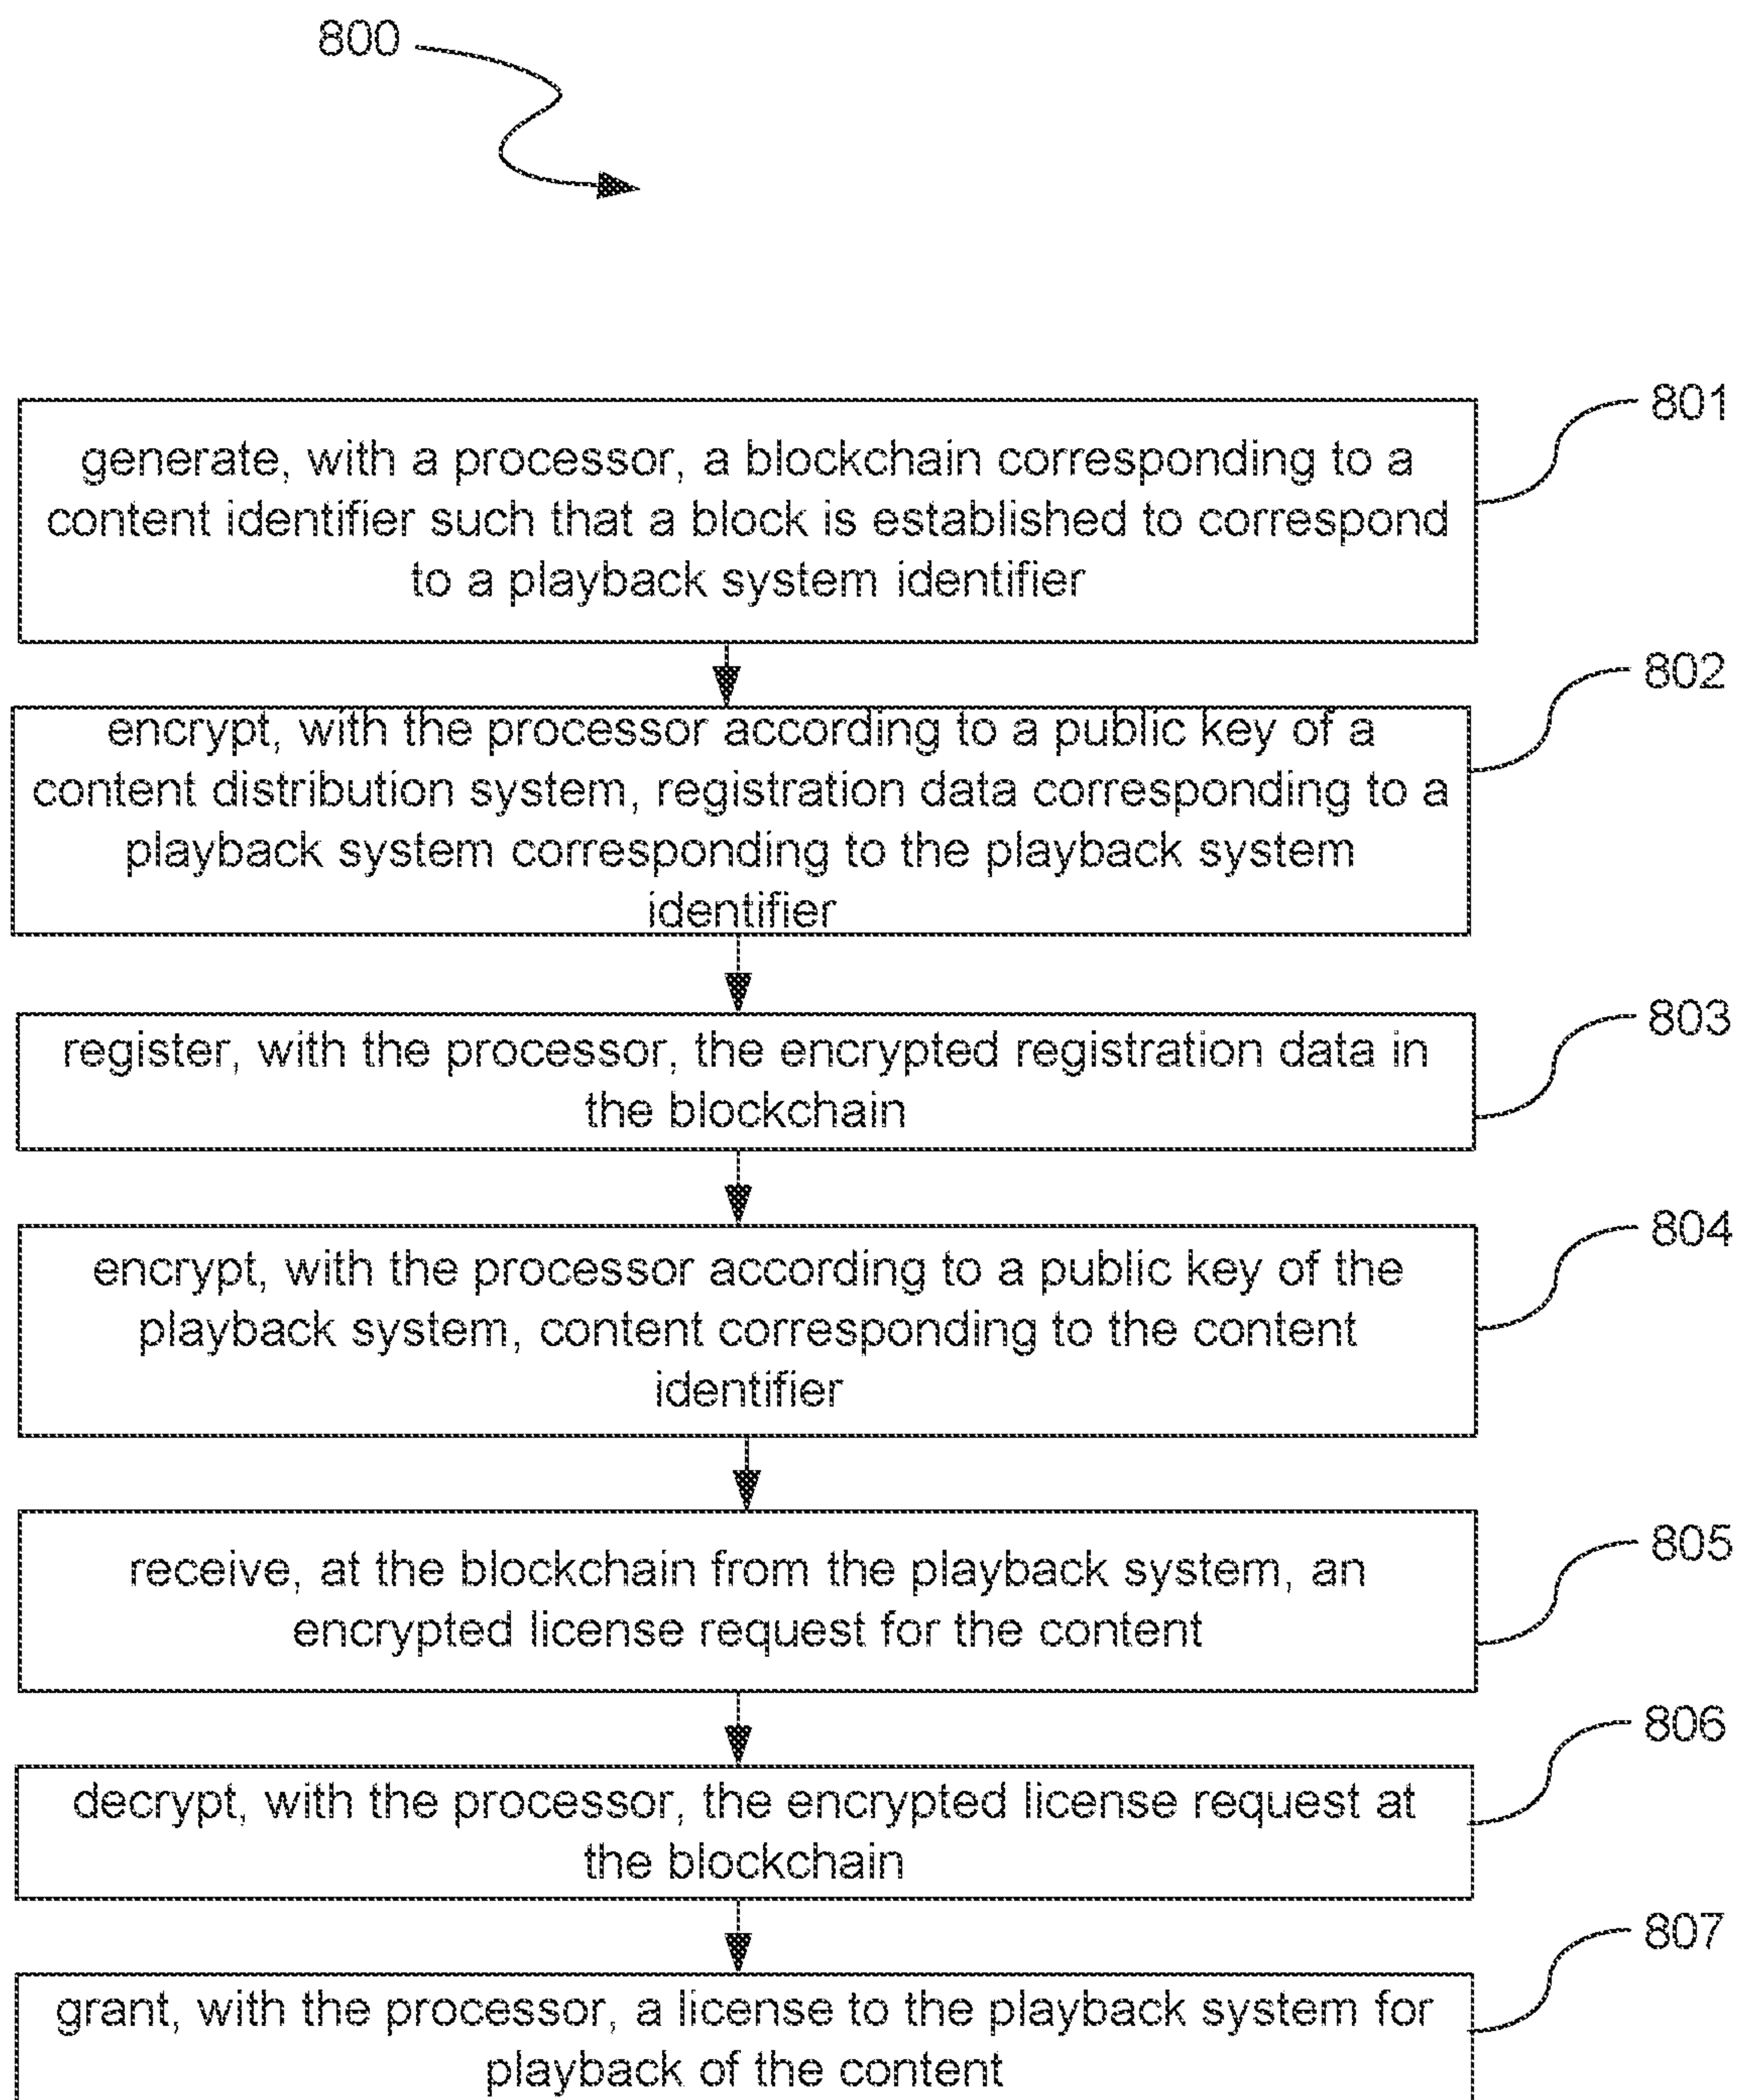 800
801
generate, with a processor, a blockchain corresponding to a
content identifier such that a block is established to correspond
to a playback system identifier
802
encrypt, with the processor according to a public key of a
content distribution system, registration data corresponding to a
playback system corresponding to the playback system
identifier
803
register, with the processor, the encrypted registration data in
the blockchain
804
encrypt, with the processor according to a public key of the
playback system, content corresponding to the content
identifier
805
receive, at the blockchain from the playback system, an
encrypted license request for the content
806
decrypt, with the processor, the encrypted license request at
the blockchain
807
grant, with the processor, a license to the playback system for
playback of the content